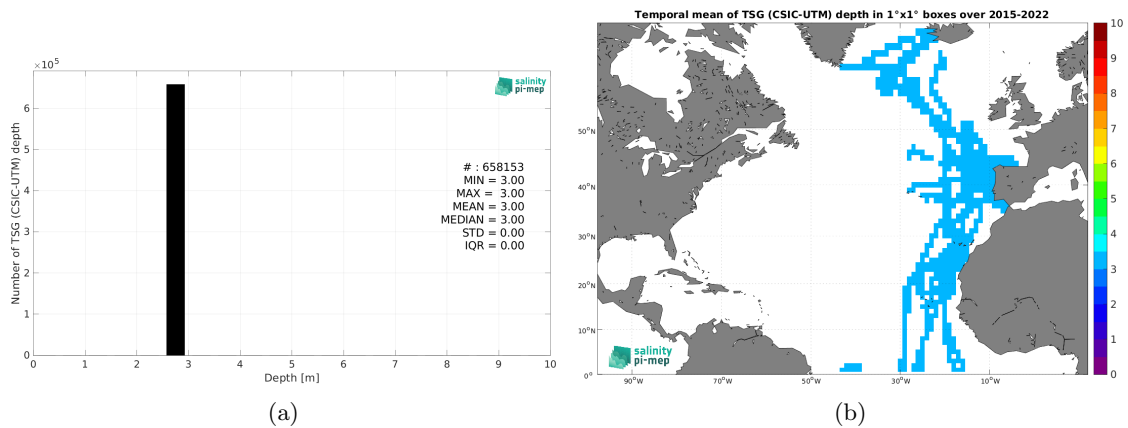 ×10⁵
6
5
4
3
2
1
0
Number of TSG (CSIC-UTM) depth
0 1 2 3 4 5 6 7 8 9 10
Depth [m]
salinity
pi-mep
# : 658153
MIN = 3.00
MAX = 3.00
MEAN = 3.00
MEDIAN = 3.00
STD = 0.00
IQR = 0.00
(a)
Temporal mean of TSG (CSIC-UTM) depth in 1°x1° boxes over 2015-2022
50°N
40°N
30°N
20°N
10°N
0°
90°W 70°W 50°W 30°W 10°W
salinity
pi-mep
10
9
8
7
6
5
4
3
2
1
0
(b)